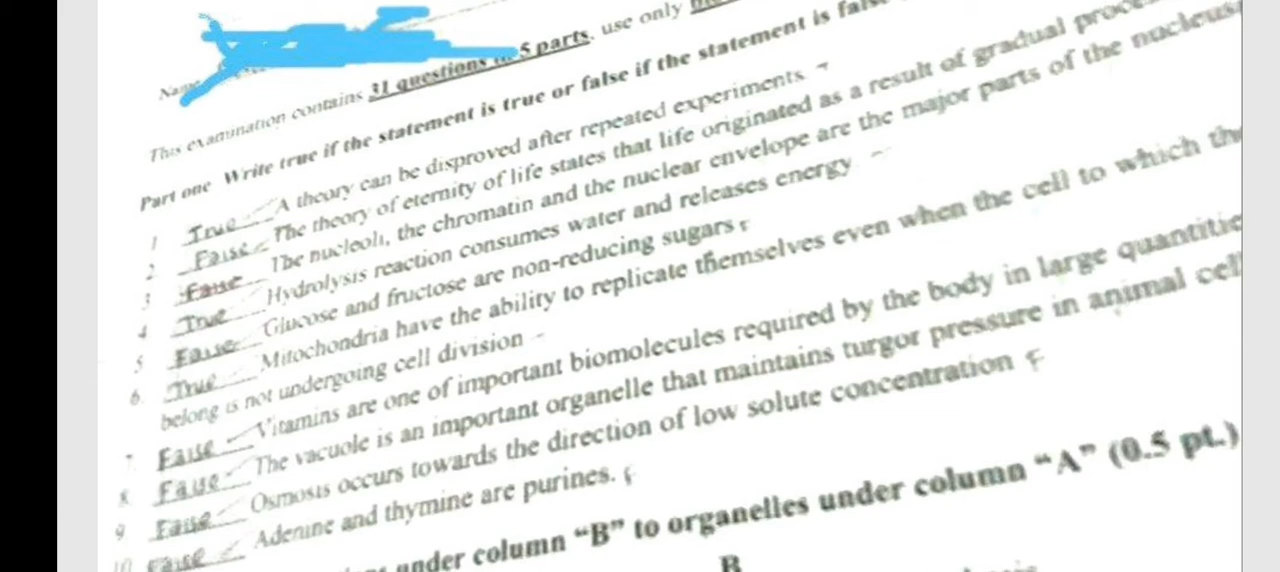 This examination contains 31 questions 5 parts, use only
Part one Write true if the statement is true or false if the statement is false
1 True A theory can be disproved after repeated experiments.
2. False The theory of eternity of life states that life originated as a result of gradual
3 False The nucleoli, the chromatin and the nuclear envelope are the major parts of the nucleus
4 True Hydrolysis reaction consumes water and releases energy
5 False Glucose and fructose are non-reducing sugars
6. True Mitochondria have the ability to replicate themselves even when the cell to which the
belong is not undergoing cell division
7 False Vitamins are one of important biomolecules required by the body in large
8 False The vacuole is an important organelle that maintains turgor pressure in animal cell
9 False Osmosis occurs towards the direction of low solute concentration
10 False Adenine and thymine are purines.
under column “B” to organelles under column “A” (0.5 pt.)
B